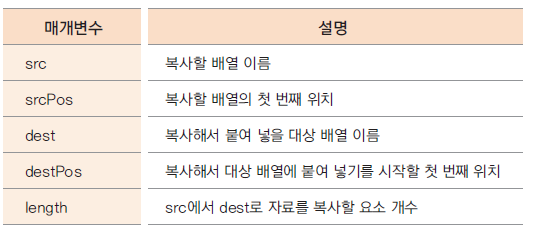 매개변수 설명
src 복사할 배열 이름
srcPos 복사할 배열의 첫 번째 위치
dest 복사해서 붙여 넣을 대상 배열 이름
destPos 복사해서 대상 배열에 붙여 넣기를 시작할 첫 번째 위치
length src에서 dest로 자료를 복사할 요소 개수